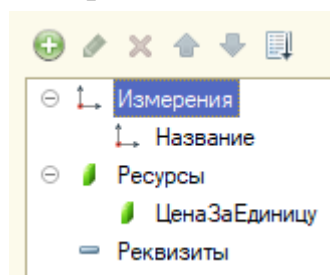 Измерения
Название
Ресурсы
ЦенаЗаЕдиницу
Реквизиты